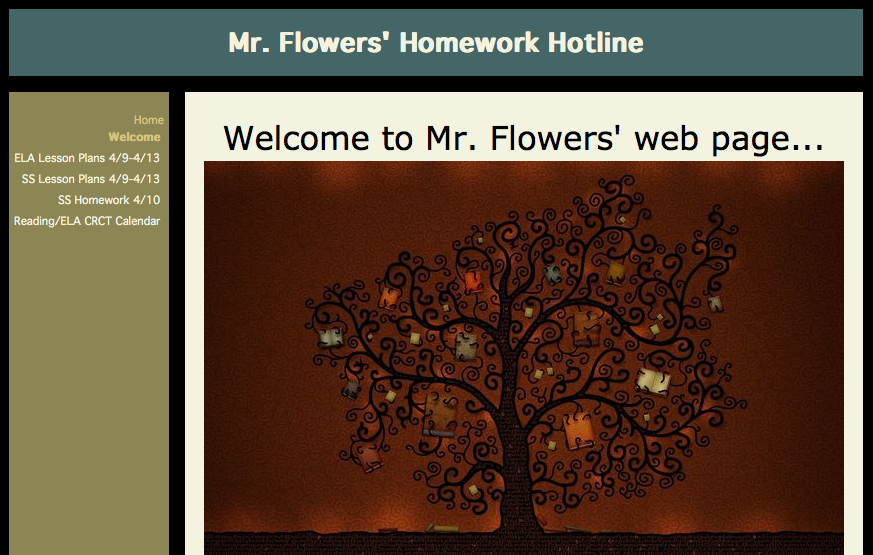 Mr. Flowers' Homework Hotline
Home
Welcome
ELA Lesson Plans 4/9-4/13
SS Lesson Plans 4/9-4/13
SS Homework 4/10
Reading/ELA CRCT Calendar
Welcome to Mr. Flowers' web page...